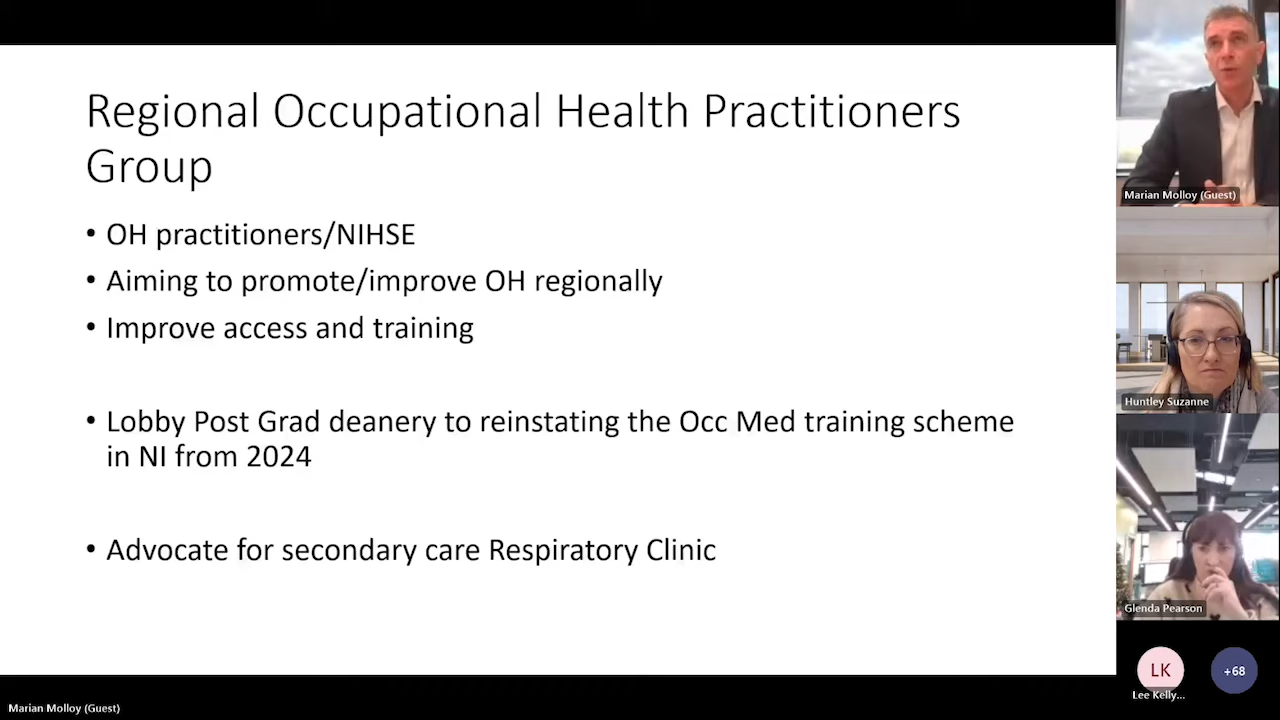 Regional Occupational Health Practitioners
Group
• OH practitioners/NIHSE
• Aiming to promote/improve OH regionally
• Improve access and training
• Lobby Post Grad deanery to reinstating the Occ Med training scheme
in NI from 2024
• Advocate for secondary care Respiratory Clinic
Marian Molloy (Guest)
Huntley Suzanne
Glenda Pearson
LK
+68
Lee Kelly...
Marian Molloy (Guest)